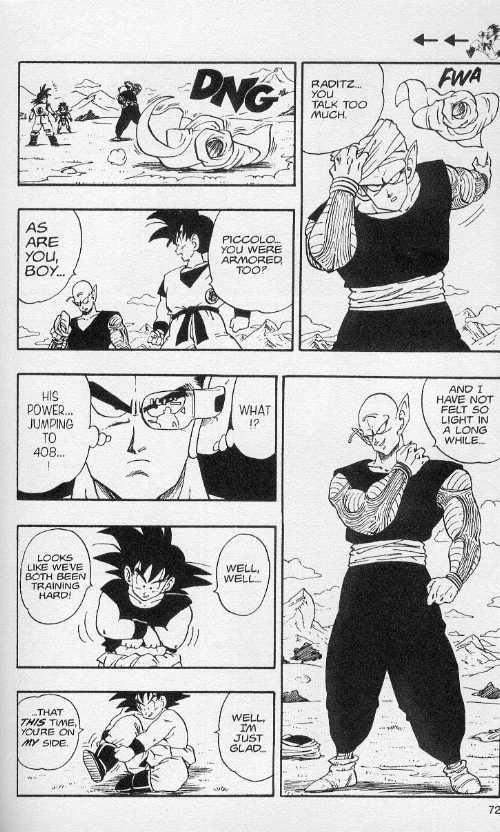 FWA
RADITZ...
YOU
TALK TOO
MUCH.
DNG
PICCOLO...
YOU WERE
ARMORED,
TOO?
AS
ARE
YOU,
BOY...
AND I
HAVE NOT
FELT SO
LIGHT IN
A LONG
WHILE...
WHAT
!?
HIS
POWER...
JUMPING
TO
408...
!
WELL,
WELL...
LOOKS
LIKE WE'VE
BOTH BEEN
TRAINING
HARD!
WELL,
I'M
JUST
GLAD...
...THAT
THIS TIME,
YOU'RE ON
MY SIDE.
72